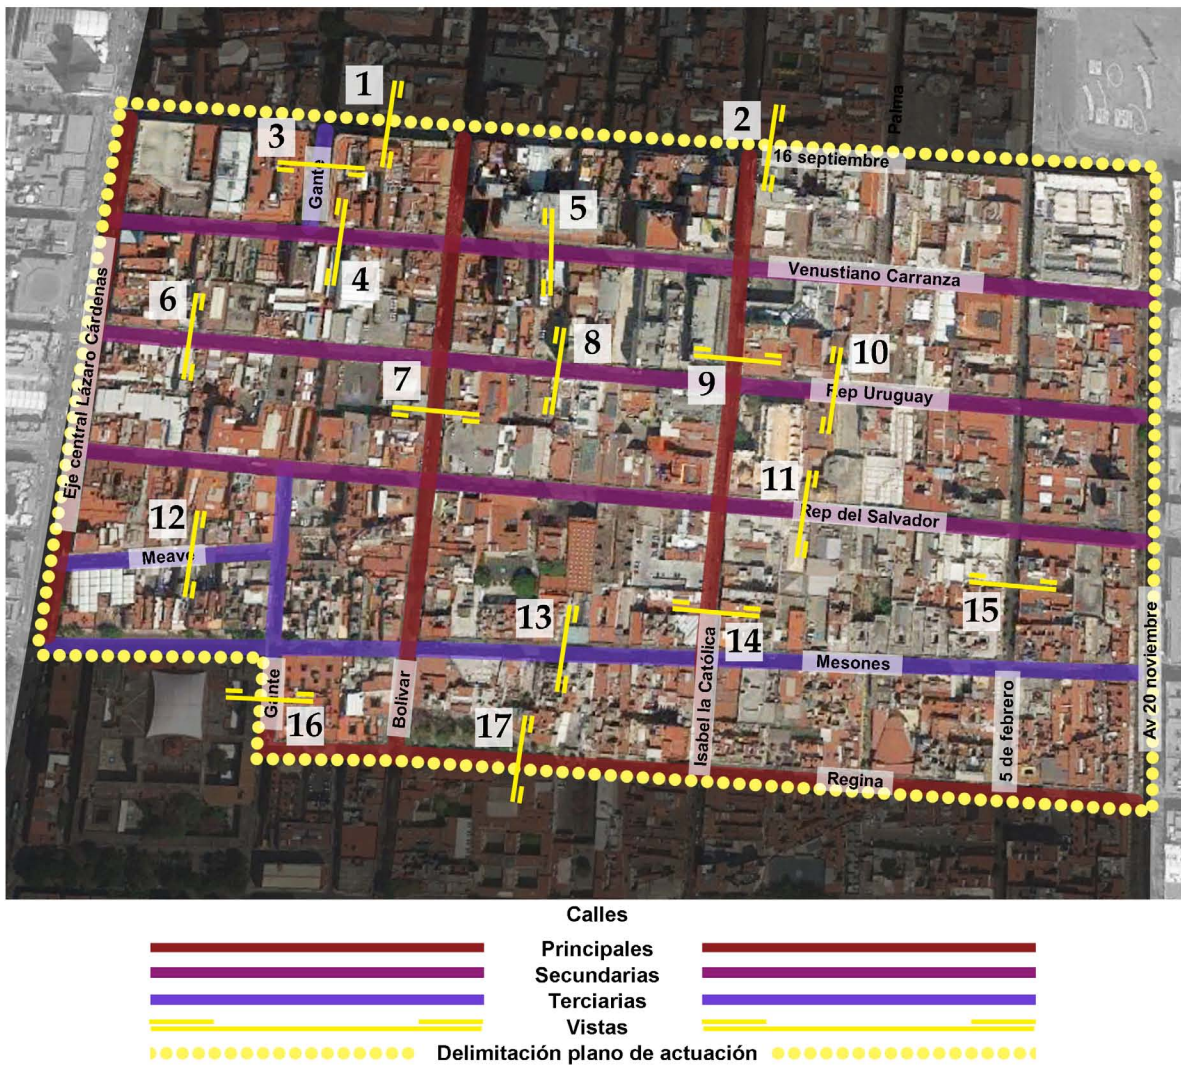 1
2
Palma
3
16 septiembre
Gante
5
4
Venustiano Carranza
6
Eje central Lázaro Cárdenas
8
10
7
9
Rep Uruguay
11
12
Rep del Salvador
Meave
13
15
14
Mesones
Gante
Bolivar
Isabel la Católica
5 de febrero
Av 20 noviembre
16
17
Regina
Calles
Principales
Secundarias
Terciarias
Vistas
Delimitación plano de actuación